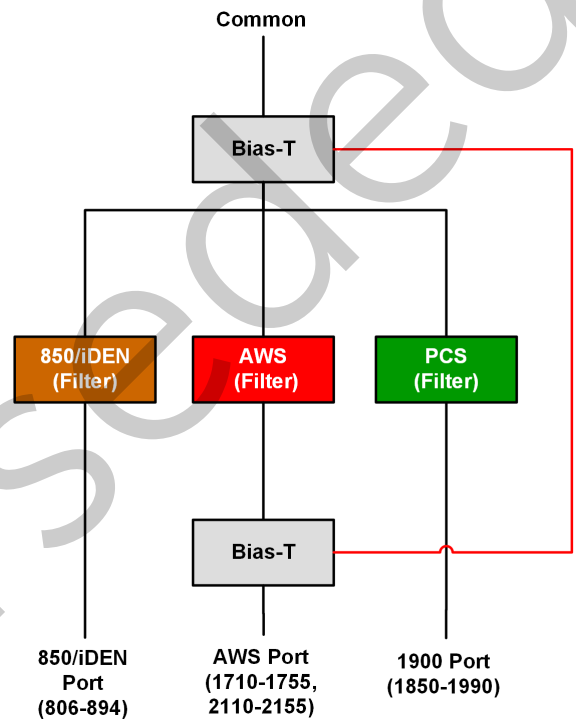 Common
Bias-T
850/iDEN
(Filter)
AWS
(Filter)
PCS
(Filter)
Bias-T
850/iDEN
Port
(806-894)
AWS Port
(1710-1755,
2110-2155)
1900 Port
(1850-1990)